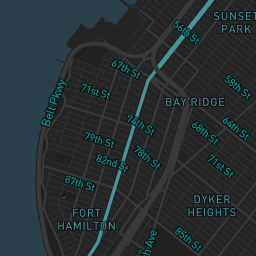 SUNSET
PARK
56th St
67th St
58th St
71st St
Belt Pkwy
BAY RIDGE
64th St
74th St
68th St
79th St
78th St
82nd St
71st St
87th St
DYKER
HEIGHTS
FORT
HAMILTON
85th St